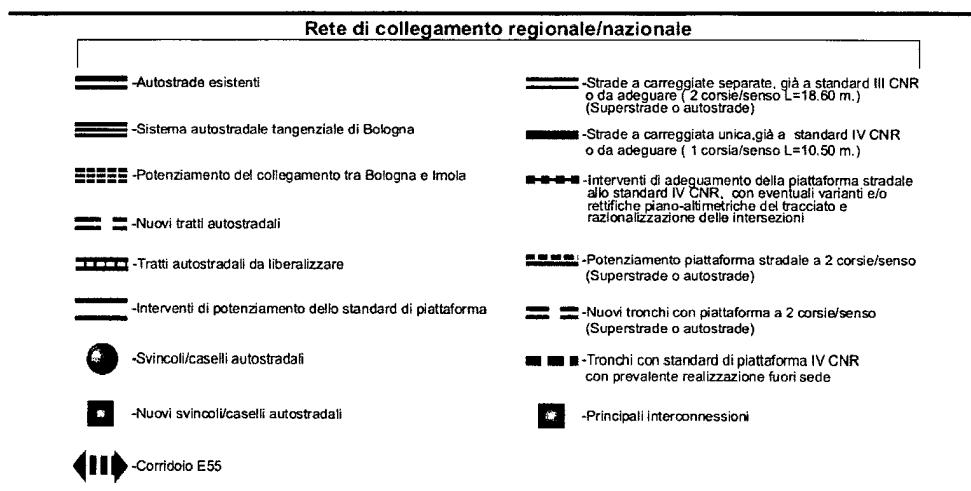 Rete di collegamento regionale/nazionale
-Autostrade esistenti
-Sistema autostradale tangenziale di Bologna
-Potenziamento del collegamento tra Bologna e Imola
-Nuovi tratti autostradali
-Tratti autostradali da liberalizzare
-Interventi di potenziamento dello standard di piattaforma
-Svincoli/caselli autostradali
-Nuovi svincoli/caselli autostradali
-Corridoio E55
-Strade a carreggiate separate, già a standard III CNR
o da adeguare ( 2 corsie/senso L=18.60 m.)
(Superstrade o autostrade)
-Strade a carreggiata unica,già a standard IV CNR
o da adeguare ( 1 corsia/senso L=10.50 m.)
-Interventi di adeguamento della piattaforma stradale
allo standard IV CNR, con eventuali varianti e/o
rettifiche piano-altimetriche del tracciato e
razionalizzazione delle intersezioni
-Potenziamento piattaforma stradale a 2 corsie/senso
(Superstrade o autostrade)
-Nuovi tronchi con piattaforma a 2 corsie/senso
(Superstrade o autostrade)
-Tronchi con standard di piattaforma IV CNR
con prevalente realizzazione fuori sede
-Principali interconnessioni